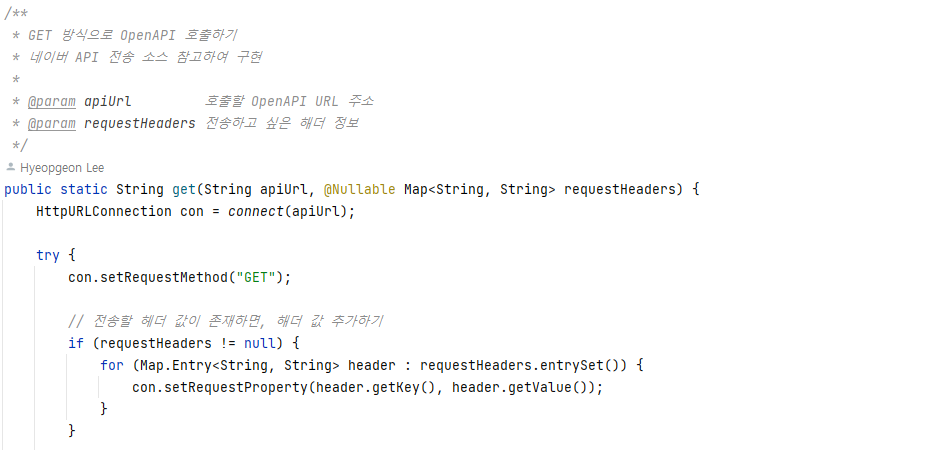 /**
 * GET 방식으로 OpenAPI 호출하기
 * 네이버 API 전송 소스 참고하여 구현
 *
 * @param apiUrl         호출할 OpenAPI URL 주소
 * @param requestHeaders 전송하고 싶은 해더 정보
 */
Hyeopgeon Lee
public static String get(String apiUrl, @Nullable Map<String, String> requestHeaders) {
    HttpURLConnection con = connect(apiUrl);
    try {
        con.setRequestMethod("GET");
        // 전송할 헤더 값이 존재하면, 해더 값 추가하기
        if (requestHeaders != null) {
            for (Map.Entry<String, String> header : requestHeaders.entrySet()) {
                con.setRequestProperty(header.getKey(), header.getValue());
            }
        }